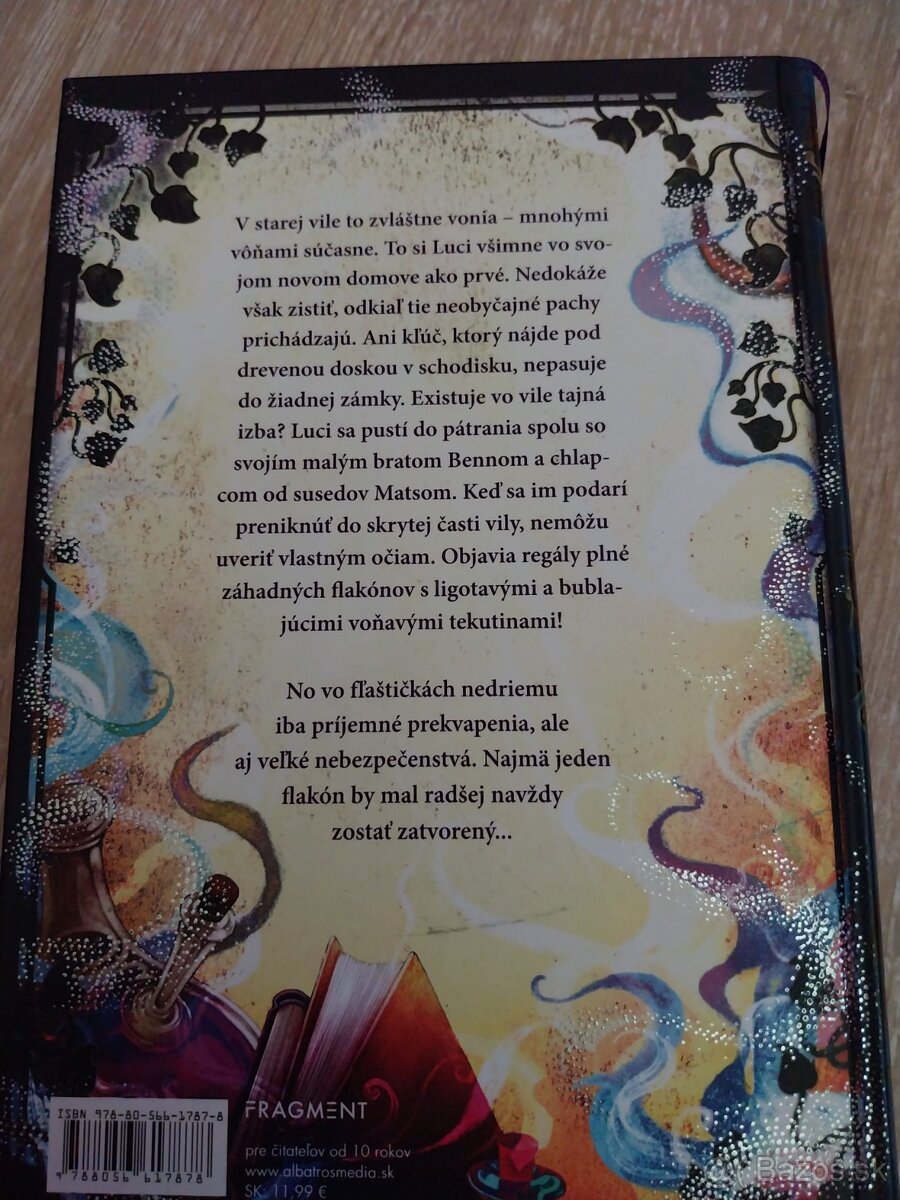 V starej vile to zvláštne vonia – mnohými
vôňami súčasne. To si Luci všimne vo svo-
jom novom domove ako prvé. Nedokáže
však zistiť, odkiaľ tie neobyčajné pachy
prichádzajú. Ani kľúč, ktorý nájde pod
drevenou doskou v schodisku, nepasuje
do žiadnej zámky. Existuje vo vile tajná
izba? Luci sa pustí do pátrania spolu so
svojím malým bratom Bennom a chlap-
com od susedov Matsom. Keď sa im podarí
preniknúť do skrytej časti vily, nemôžu
uveriť vlastným očiam. Objavia regály plné
záhadných flakónov s ligotavými a bubla-
júcimi voňavými tekutinami!
No vo fľaštičkách nedriemu
iba príjemné prekvapenia, ale
aj veľké nebezpečenstvá. Najmä jeden
flakón by mal radšej navždy
zostať zatvorený...
ISBN 978-80-566-1787-8
9 788056 617878
FRAGMENT
pre čitateľov od 10 rokov
www.albatrosmedia.sk
SK: 11,99 €
Bazos.sk